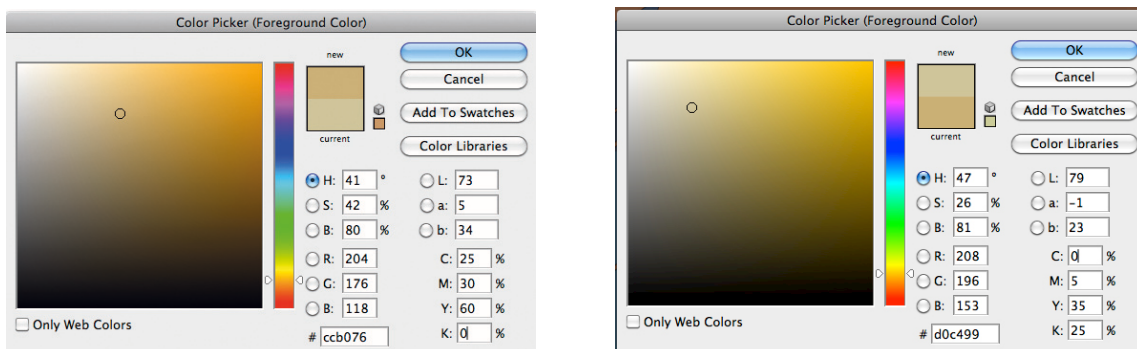 Color Picker (Foreground Color)
new
current
OK
Cancel
Add To Swatches
Color Libraries
H: 41 °
S: 42 %
B: 80 %
R: 204
G: 176
B: 118
L: 73
a: 5
b: 34
C: 25 %
M: 30 %
Y: 60 %
K: 0 %
Only Web Colors
# ccb076
Color Picker (Foreground Color)
new
current
OK
Cancel
Add To Swatches
Color Libraries
H: 47 °
S: 26 %
B: 81 %
R: 208
G: 196
B: 153
L: 79
a: -1
b: 23
C: 0 %
M: 5 %
Y: 35 %
K: 25 %
Only Web Colors
# d0c499